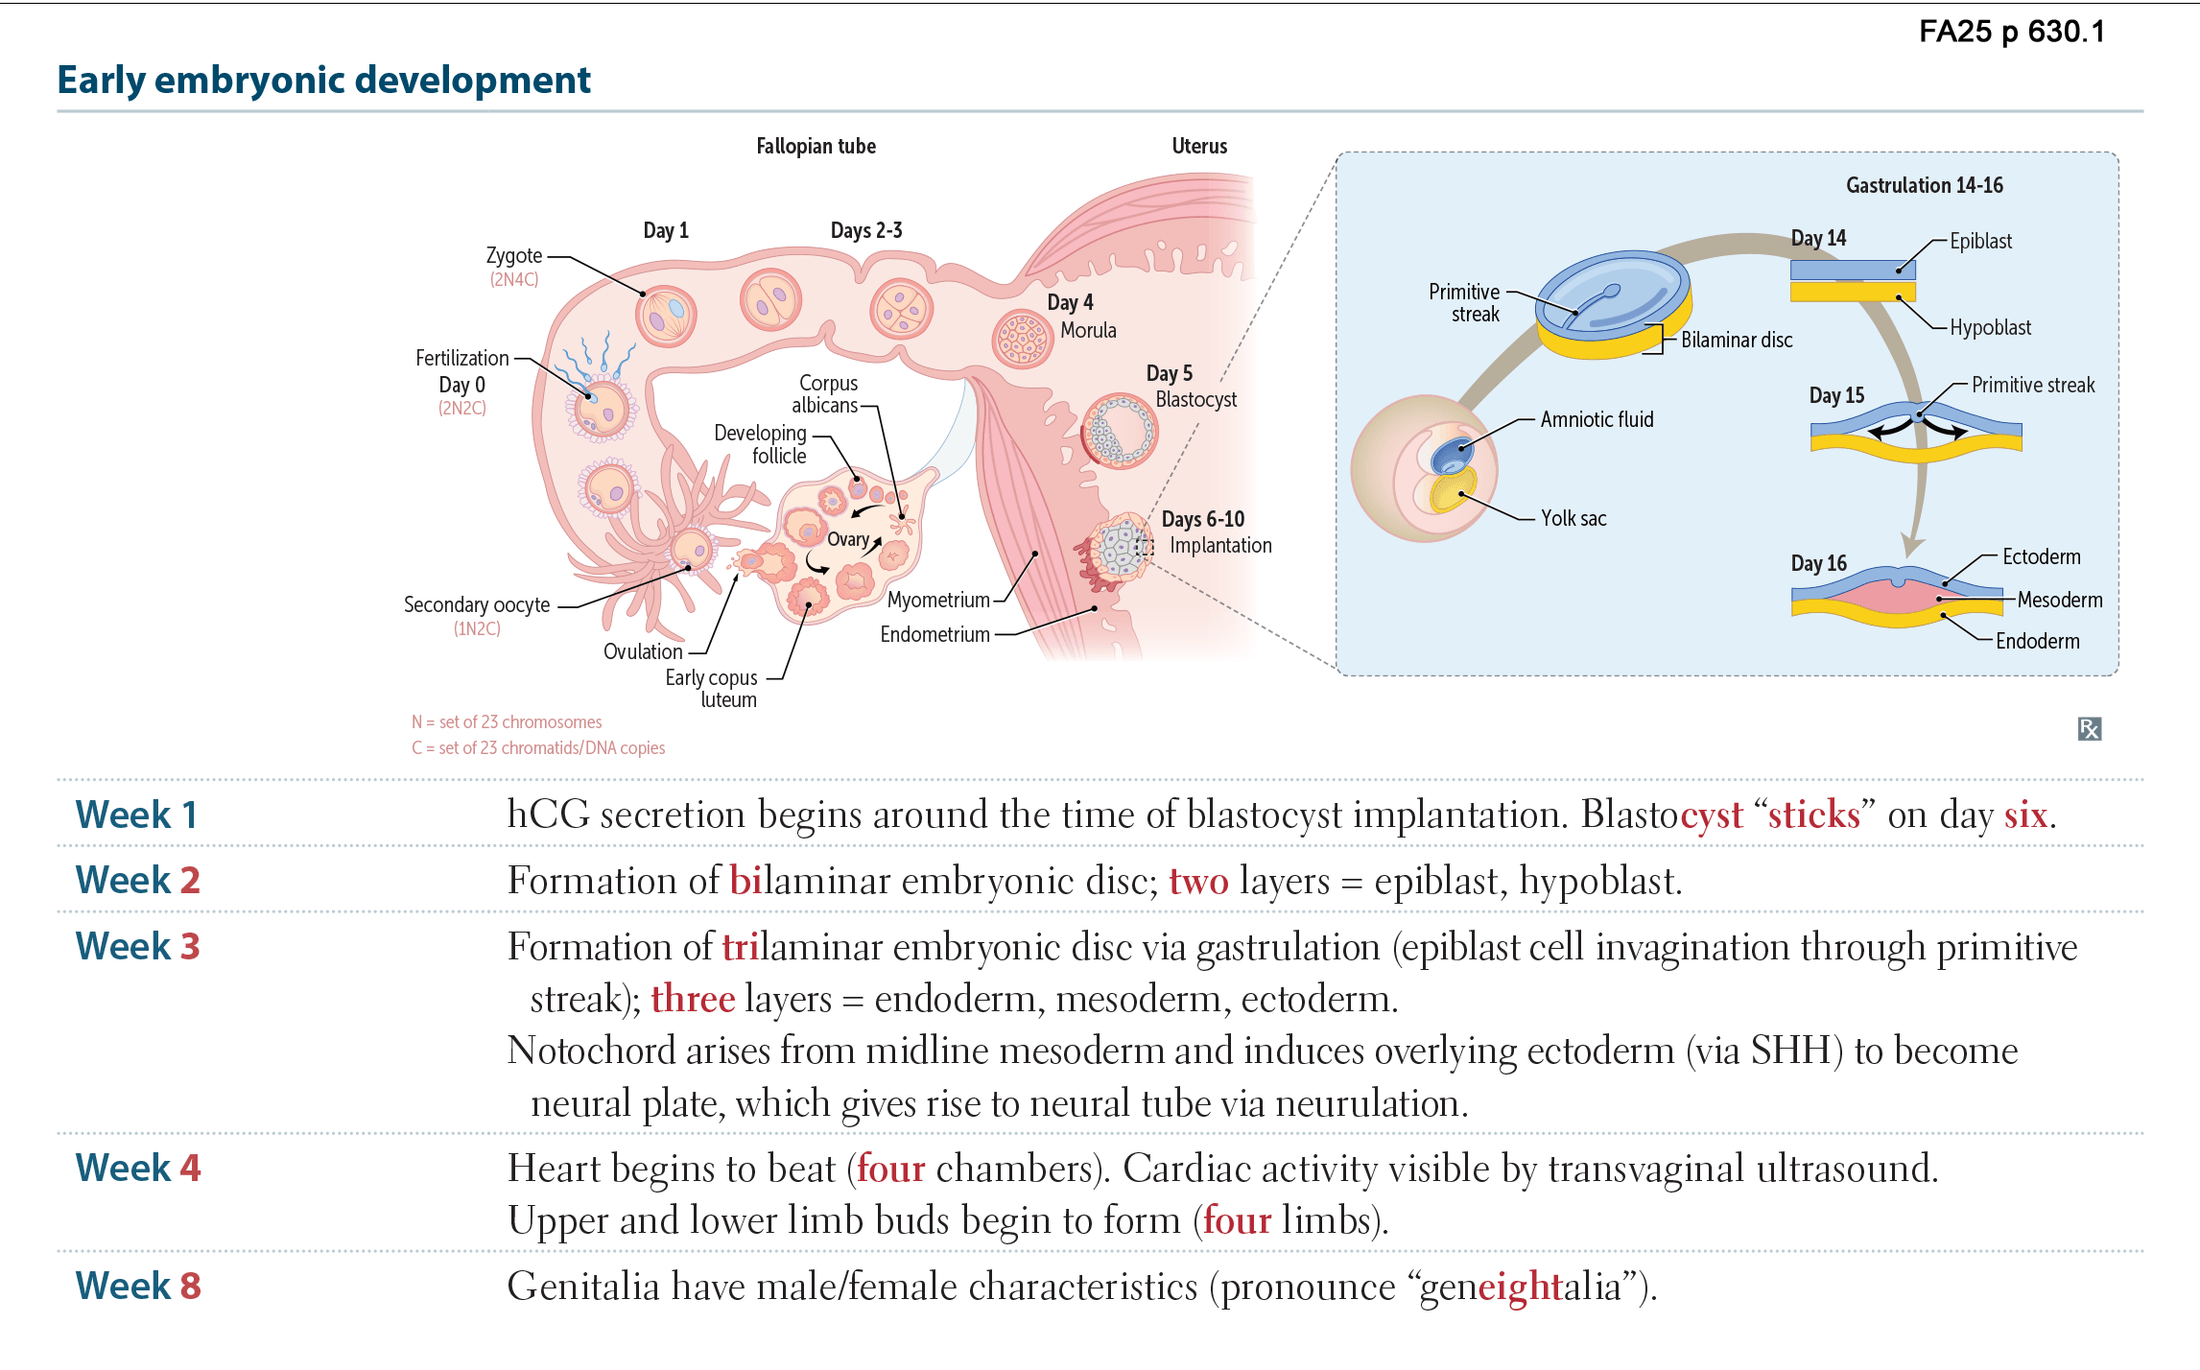 FA25 p 630.1
Early embryonic development
Fallopian tube
Uterus
Day 1
Days 2-3
Zygote
(2N4C)
Fertilization
Day 0
(2N2C)
Day 4
Morula
Day 5
Blastocyst
Corpus
albicans
Developing
follicle
Ovary
Days 6-10
Implantation
Secondary oocyte
(1N2C)
Myometrium
Endometrium
Ovulation
Early copus
luteum
N = set of 23 chromosomes
C = set of 23 chromatids/DNA copies
Gastrulation 14-16
Day 14
Epiblast
Hypoblast
Primitive
streak
Bilaminar disc
Day 15
Primitive streak
Amniotic fluid
Yolk sac
Day 16
Ectoderm
Mesoderm
Endoderm
Rx
Week 1
hCG secretion begins around the time of blastocyst implantation. Blastocyst “sticks” on day six.
Week 2
Formation of bilaminar embryonic disc; two layers = epiblast, hypoblast.
Week 3
Formation of trilaminar embryonic disc via gastrulation (epiblast cell invagination through primitive
streak); three layers = endoderm, mesoderm, ectoderm.
Notochord arises from midline mesoderm and induces overlying ectoderm (via SHH) to become
neural plate, which gives rise to neural tube via neurulation.
Week 4
Heart begins to beat (four chambers). Cardiac activity visible by transvaginal ultrasound.
Upper and lower limb buds begin to form (four limbs).
Week 8
Genitalia have male/female characteristics (pronounce “geneightalia”).